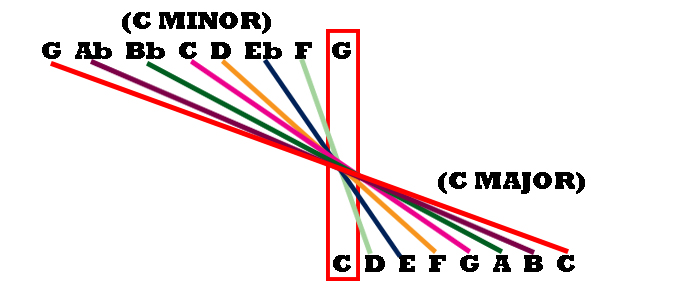 (C MINOR)
G Ab Bb C D Eb F G
(C MAJOR)
C D E F G A B C